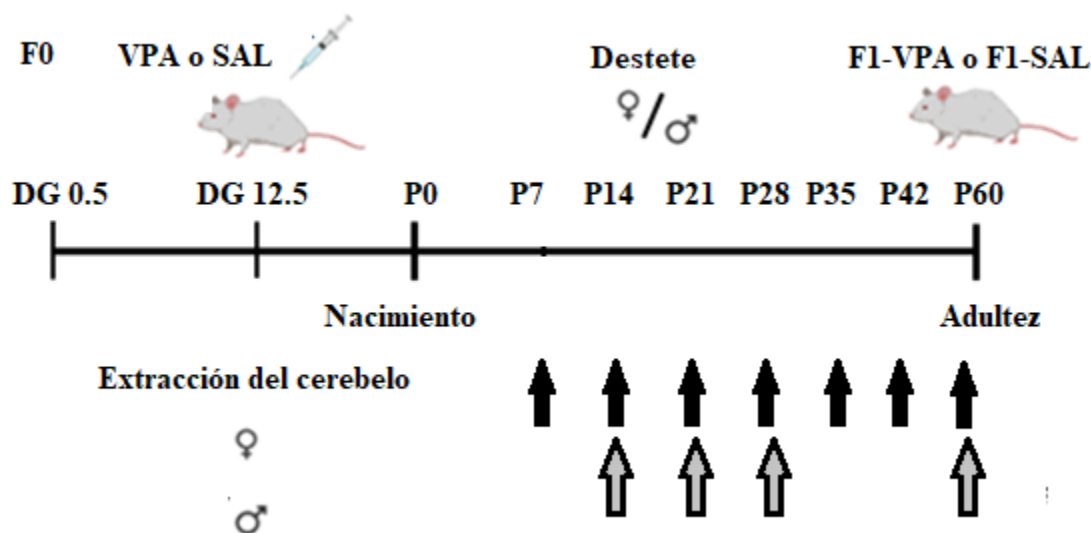 F0 VPA o SAL Destete F1-VPA o F1-SAL
♀/♂
DG 0.5 DG 12.5 P0 P7 P14 P21 P28 P35 P42 P60
Nacimiento Adultez
Extracción del cerebelo
♀
♂